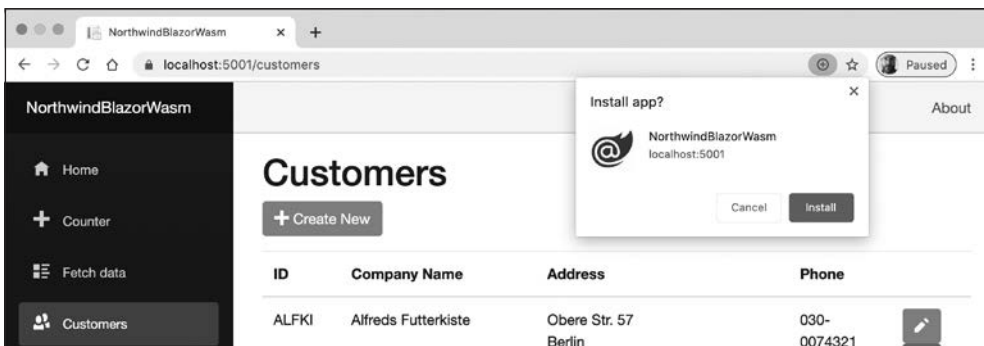 NorthwindBlazorWasm
localhost:5001/customers
Paused
NorthwindBlazorWasm
About
Install app?
NorthwindBlazorWasm
localhost:5001
Cancel
Install
Home
Counter
Fetch data
Customers
Customers
Create New
ID Company Name Address Phone
ALFKI Alfreds Futterkiste Obere Str. 57 030-
Berlin 0074321